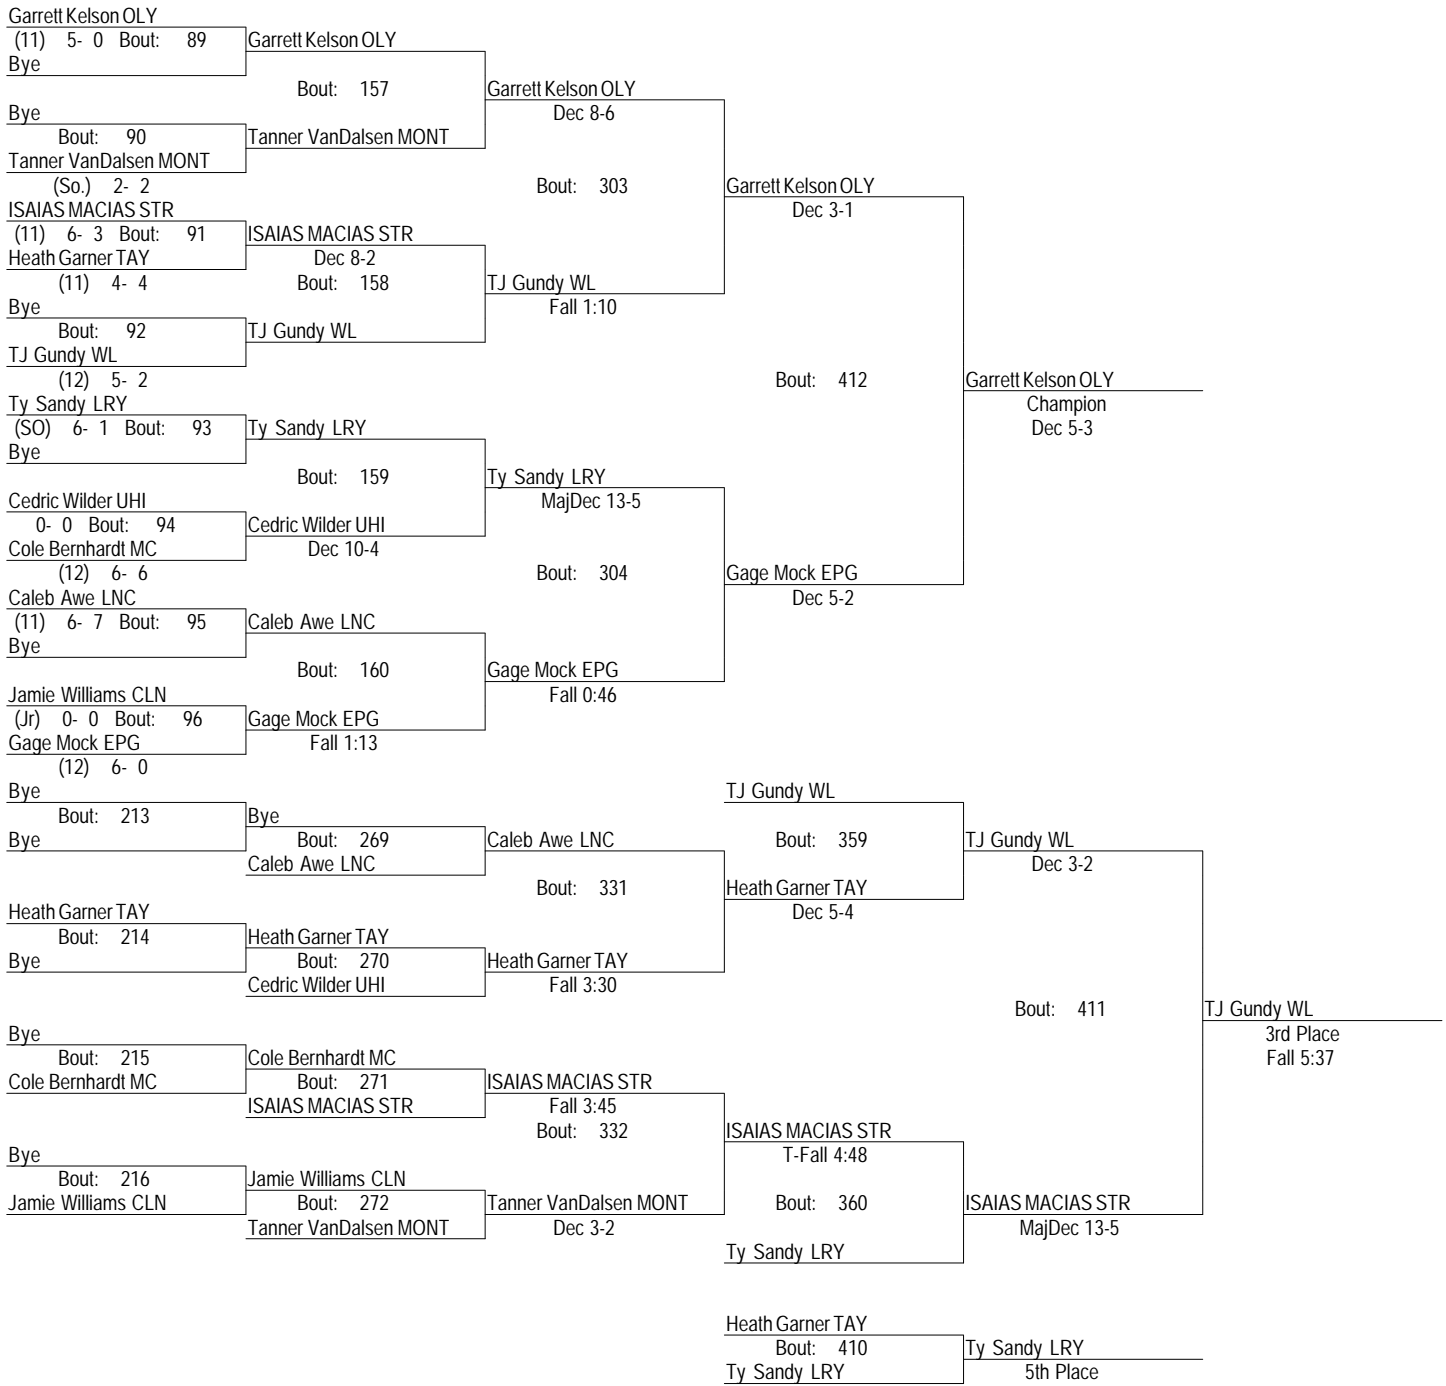 Garrett Kelson OLY
(11) 5- 0 Bout: 89 Garrett Kelson OLY
Bye
Bout: 157 Garrett Kelson OLY
Bye Dec 8-6
Bout: 90 Tanner VanDalsen MONT
Tanner VanDalsen MONT
(So.) 2- 2 Bout: 303 Garrett Kelson OLY
ISAIAS MACIAS STR Dec 3-1
(11) 6- 3 Bout: 91 ISAIAS MACIAS STR
Heath Garner TAY Dec 8-2
(11) 4- 4 Bout: 158 TJ Gundy WL
Bye Fall 1:10
Bout: 92 TJ Gundy WL
TJ Gundy WL
(12) 5- 2 Bout: 412 Garrett Kelson OLY
Ty Sandy LRY Champion
(SO) 6- 1 Bout: 93 Ty Sandy LRY Dec 5-3
Bye
Bout: 159 Ty Sandy LRY
Cedric Wilder UHI MajDec 13-5
0- 0 Bout: 94 Cedric Wilder UHI
Cole Bernhardt MC Dec 10-4
(12) 6- 6 Bout: 304 Gage Mock EPG
Caleb Awe LNC Dec 5-2
(11) 6- 7 Bout: 95 Caleb Awe LNC
Bye
Bout: 160 Gage Mock EPG
Jamie Williams CLN Fall 0:46
(Jr) 0- 0 Bout: 96 Gage Mock EPG
Gage Mock EPG Fall 1:13
(12) 6- 0
Bye TJ Gundy WL
Bout: 213 Bye
Bye Bout: 269 Caleb Awe LNC Bout: 359 TJ Gundy WL
Caleb Awe LNC Dec 3-2
Bout: 331 Heath Garner TAY
Heath Garner TAY Dec 5-4
Bout: 214 Heath Garner TAY
Bye Bout: 270 Heath Garner TAY
Cedric Wilder UHI Fall 3:30
Bout: 411 TJ Gundy WL
Bye 3rd Place
Bout: 215 Cole Bernhardt MC Fall 5:37
Cole Bernhardt MC Bout: 271 ISAIAS MACIAS STR
ISAIAS MACIAS STR Fall 3:45
Bout: 332 ISAIAS MACIAS STR
Bye T-Fall 4:48
Bout: 216 Jamie Williams CLN
Jamie Williams CLN Bout: 272 Tanner VanDalsen MONT Bout: 360 ISAIAS MACIAS STR
Tanner VanDalsen MONT Dec 3-2 MajDec 13-5
Ty Sandy LRY
Heath Garner TAY
Bout: 410 Ty Sandy LRY
Ty Sandy LRY 5th Place